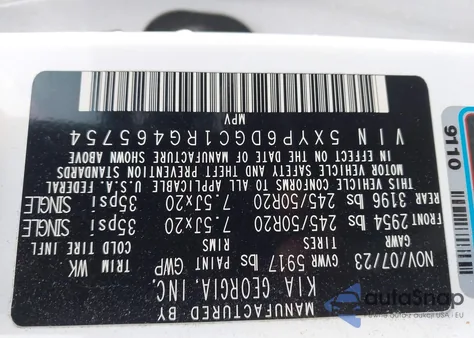 MANUFACTURED BY
KIA GEORGIA, INC.
NOV/07/23 GVWR 5917 lbs PAINT GWP TRIM WK
GAWR TIRES RIMS COLD TIRE INFL
FRONT 2954 lbs 245/50R20 7.5Jx20 35psi SINGLE
REAR 3196 lbs 245/50R20 7.5Jx20 35psi SINGLE
THIS VEHICLE CONFORMS TO ALL APPLICABLE U.S.A. FEDERAL
MOTOR VEHICLE SAFETY AND THEFT PREVENTION STANDARDS
IN EFFECT ON THE DATE OF MANUFACTURE SHOWN ABOVE
VIN 5XYP6DGC1RG465754
MPV
9110
autoSnap